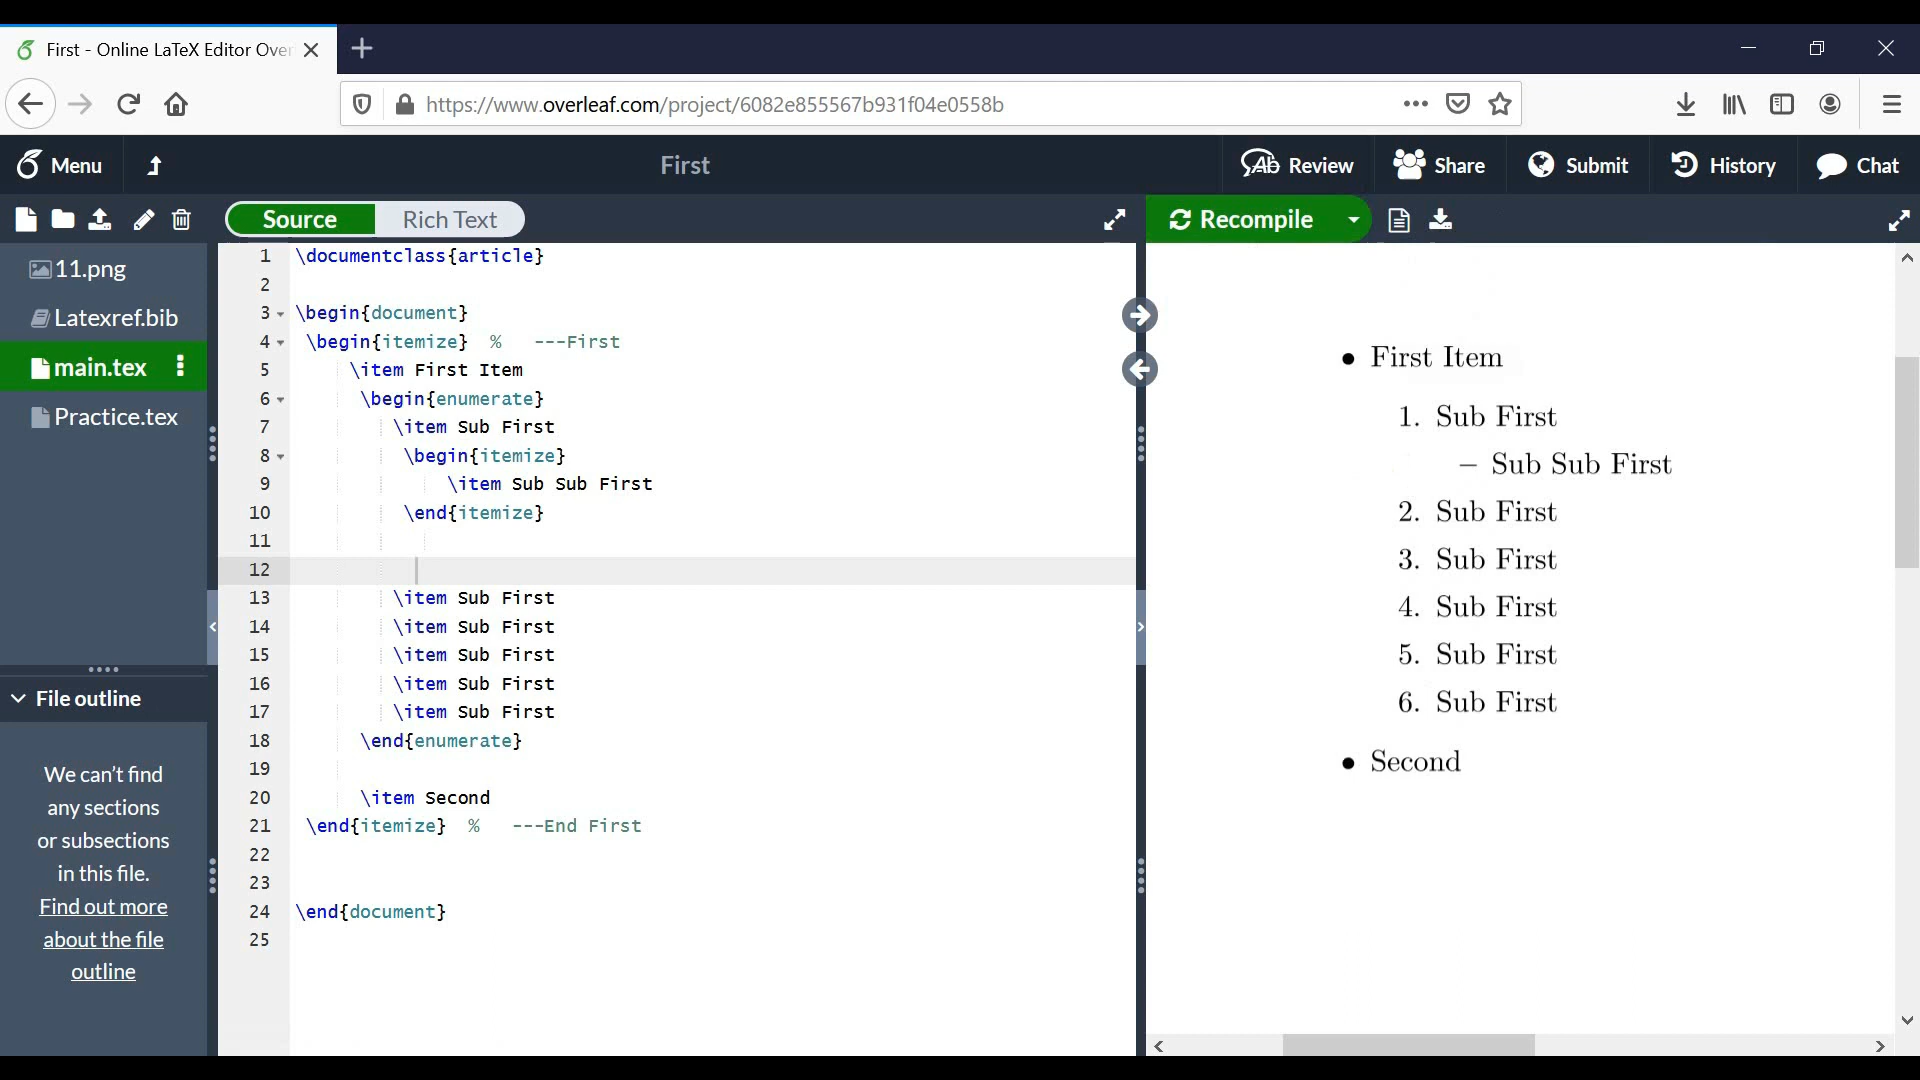 First - Online LaTeX Editor Over
https://www.overleaf.com/project/6082e855567b931f04e0558b
Menu
First
Ab Review
Share
Submit
History
Chat
Source
Rich Text
Recompile
11.png
Latexref.bib
main.tex
Practice.tex
File outline
We can't find
any sections
or subsections
in this file.
Find out more
about the file
outline
1 \documentclass{article}
2
3 \begin{document}
4 \begin{itemize} % ---First
5 \item First Item
6 \begin{enumerate}
7 \item Sub First
8 \begin{itemize}
9 \item Sub Sub First
10 \end{itemize}
11
12
13 \item Sub First
14 \item Sub First
15 \item Sub First
16 \item Sub First
17 \item Sub First
18 \end{enumerate}
19
20 \item Second
21 \end{itemize} % ---End First
22
23
24 \end{document}
25
• First Item
1. Sub First
– Sub Sub First
2. Sub First
3. Sub First
4. Sub First
5. Sub First
6. Sub First
• Second